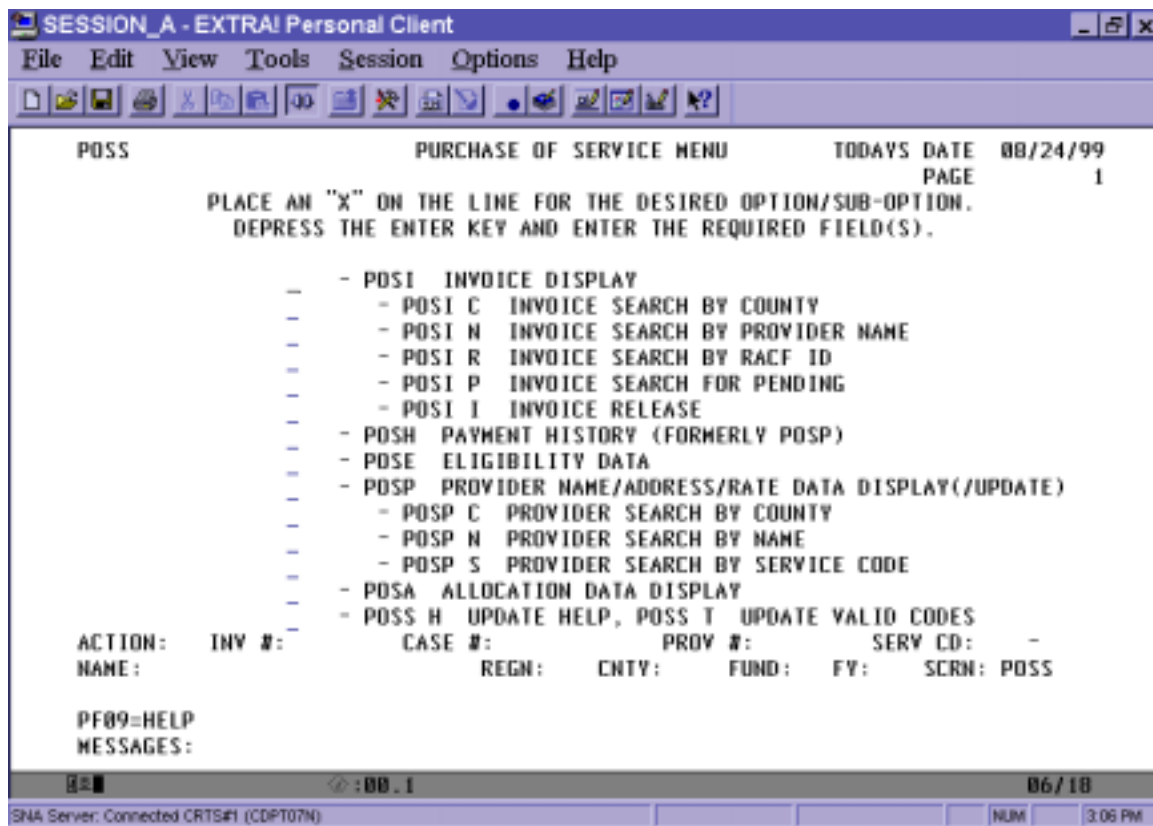 SESSION_A - EXTRA! Personal Client
File Edit View Tools Session Options Help
POSS PURCHASE OF SERVICE MENU TODAYS DATE 08/24/99
PAGE 1
PLACE AN "X" ON THE LINE FOR THE DESIRED OPTION/SUB-OPTION.
DEPRESS THE ENTER KEY AND ENTER THE REQUIRED FIELD(S).
_ - POSI INVOICE DISPLAY
_ - POSI C INVOICE SEARCH BY COUNTY
_ - POSI N INVOICE SEARCH BY PROVIDER NAME
_ - POSI R INVOICE SEARCH BY RACF ID
_ - POSI P INVOICE SEARCH FOR PENDING
_ - POSI I INVOICE RELEASE
_ - POSH PAYMENT HISTORY (FORMERLY POSP)
_ - POSE ELIGIBILITY DATA
_ - POSP PROVIDER NAME/ADDRESS/RATE DATA DISPLAY(/UPDATE)
_ - POSP C PROVIDER SEARCH BY COUNTY
_ - POSP N PROVIDER SEARCH BY NAME
_ - POSP S PROVIDER SEARCH BY SERVICE CODE
_ - POSA ALLOCATION DATA DISPLAY
_ - POSS H UPDATE HELP, POSS T UPDATE VALID CODES
ACTION: INV #: CASE #: PROV #: SERV CD: -
NAME: REGN: CNTY: FUND: FY: SCRN: POSS
PF09=HELP
MESSAGES:
:00.1 06/18
SNA Server: Connected CRTS#1 (CDPT07N) NUM 3:06 PM